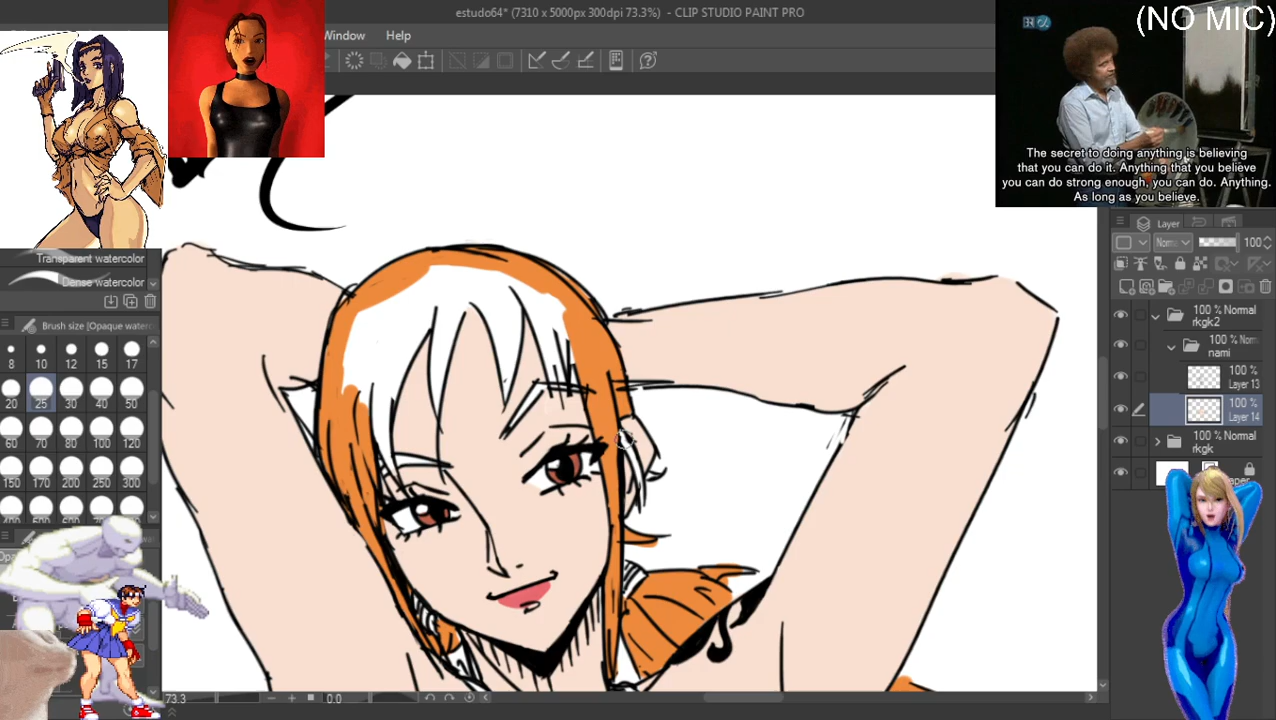 estudo64* (7310 x 5000px 300dpi 73.3%) - CLIP STUDIO PAINT PRO
(NO MIC)
Window Help
The secret to doing anything is believing
that you can do it. Anything that you believe
you can do strong enough, you can do. Anything.
As long as you believe.
Layer
100
Transparent watercolor
Dense watercolor
Brush size [Opaque water
8 10 12 15 17
20 25 30 40 50
60 70 80 100 120
150 170 200 250 300
100 % Normal
rkgk2
100 % Norm
nami
100 %
Layer 13
100 %
Layer 14
100 % Normal
rkgk
73.3
0.0